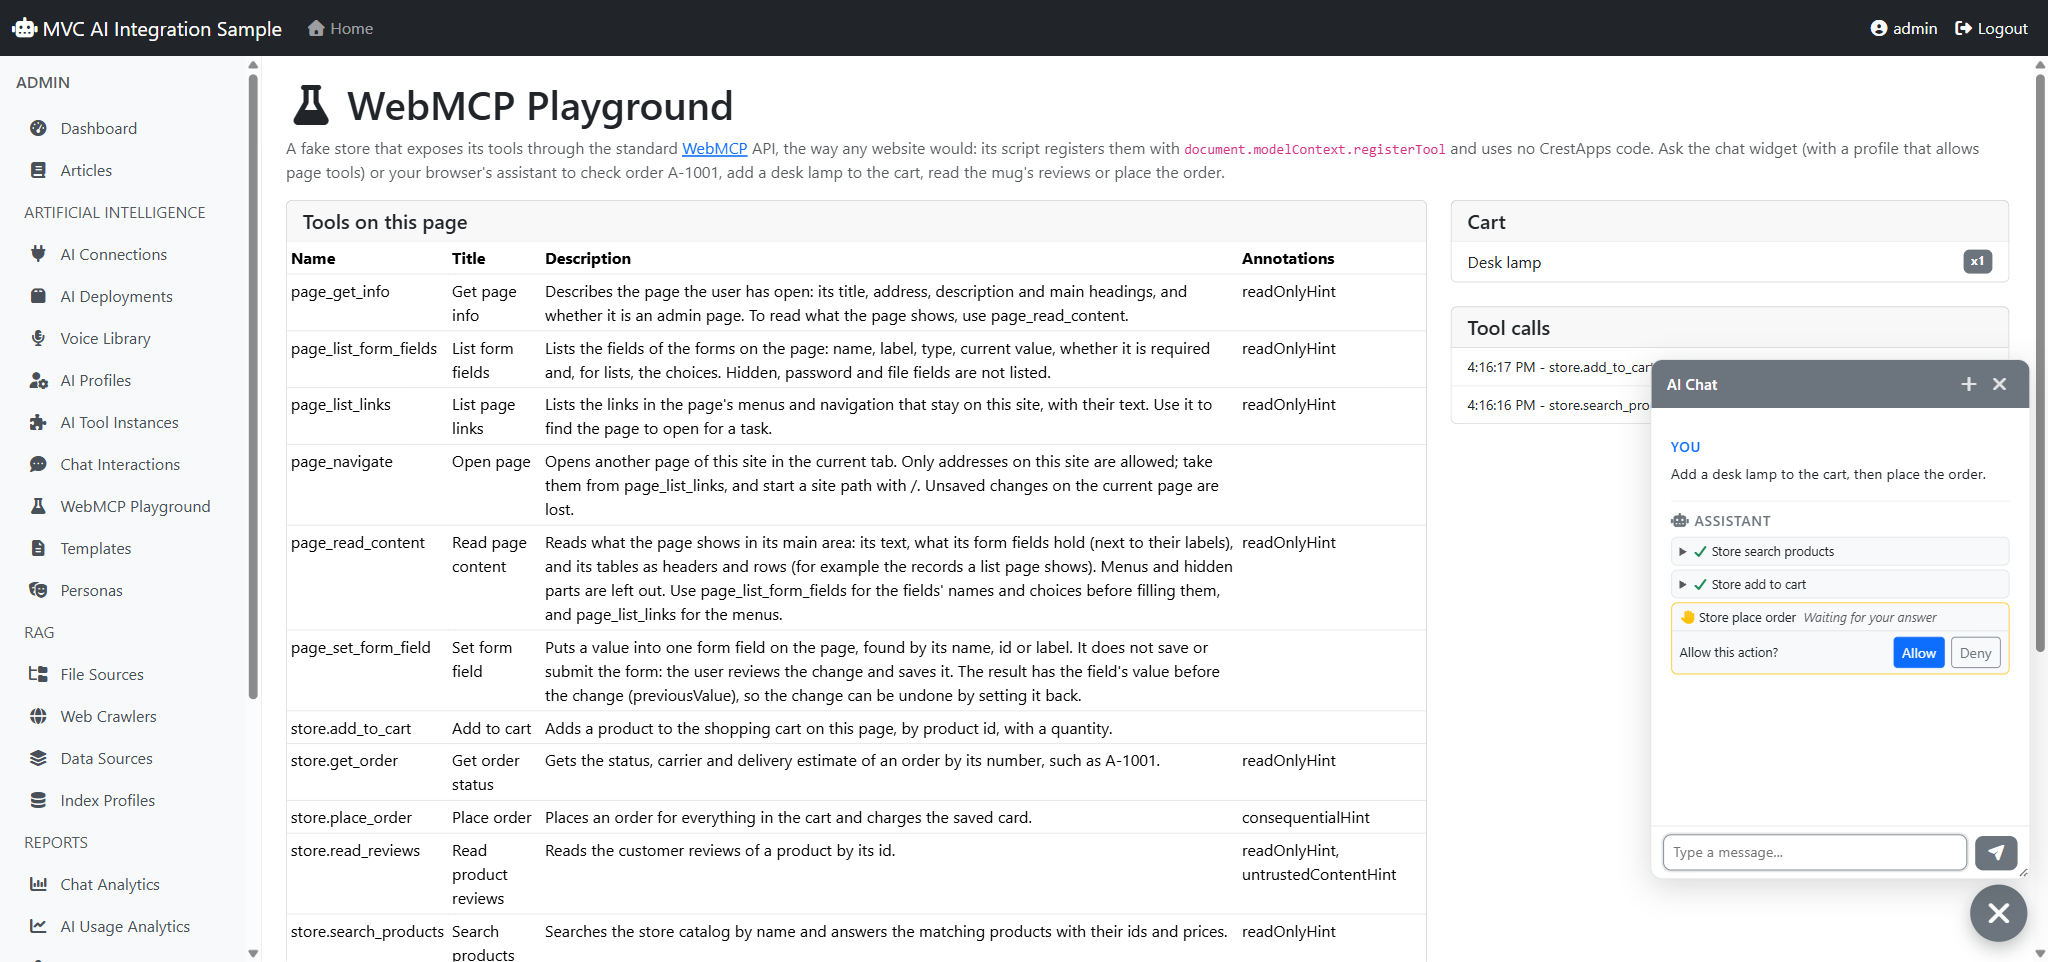 MVC AI Integration Sample
Home
admin
Logout
ADMIN
Dashboard
Articles
ARTIFICIAL INTELLIGENCE
AI Connections
AI Deployments
Voice Library
AI Profiles
AI Tool Instances
Chat Interactions
WebMCP Playground
Templates
Personas
RAG
File Sources
Web Crawlers
Data Sources
Index Profiles
REPORTS
Chat Analytics
AI Usage Analytics
WebMCP Playground
A fake store that exposes its tools through the standard WebMCP API, the way any website would: its script registers them with document.modelContext.registerTool and uses no CrestApps code. Ask the chat widget (with a profile that allows
page tools) or your browser's assistant to check order A-1001, add a desk lamp to the cart, read the mug's reviews or place the order.
Tools on this page
Name Title Description Annotations
page_get_info Get page Describes the page the user has open: its title, address, description and main headings, and readOnlyHint
info whether it is an admin page. To read what the page shows, use page_read_content.
page_list_form_fields List form Lists the fields of the forms on the page: name, label, type, current value, whether it is required readOnlyHint
fields and, for lists, the choices. Hidden, password and file fields are not listed.
page_list_links List page Lists the links in the page's menus and navigation that stay on this site, with their text. Use it to readOnlyHint
links find the page to open for a task.
page_navigate Open page Opens another page of this site in the current tab. Only addresses on this site are allowed; take
them from page_list_links, and start a site path with /. Unsaved changes on the current page are
lost.
page_read_content Read page Reads what the page shows in its main area: its text, what its form fields hold (next to their labels), readOnlyHint
content and its tables as headers and rows (for example the records a list page shows). Menus and hidden
parts are left out. Use page_list_form_fields for the fields' names and choices before filling them,
and page_list_links for the menus.
page_set_form_field Set form Puts a value into one form field on the page, found by its name, id or label. It does not save or
field submit the form: the user reviews the change and saves it. The result has the field's value before
the change (previousValue), so the change can be undone by setting it back.
store.add_to_cart Add to cart Adds a product to the shopping cart on this page, by product id, with a quantity.
store.get_order Get order Gets the status, carrier and delivery estimate of an order by its number, such as A-1001. readOnlyHint
status
store.place_order Place order Places an order for everything in the cart and charges the saved card. consequentialHint
store.read_reviews Read Reads the customer reviews of a product by its id. readOnlyHint,
product untrustedContentHint
reviews
store.search_products Search Searches the store catalog by name and answers the matching products with their ids and prices. readOnlyHint
products
Cart
Desk lamp x1
Tool calls
4:16:17 PM - store.add_to_cart
4:16:16 PM - store.search_pro
AI Chat
YOU
Add a desk lamp to the cart, then place the order.
ASSISTANT
Store search products
Store add to cart
Store place order Waiting for your answer
Allow this action? Allow Deny
Type a message...